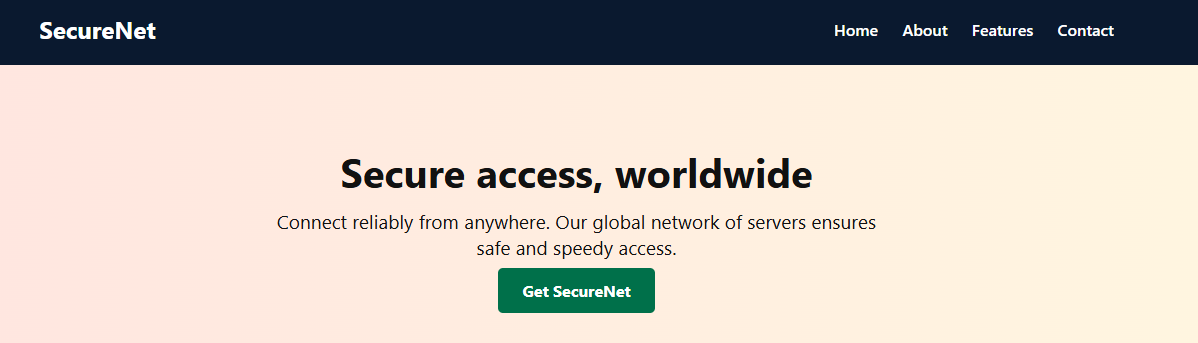 SecureNet
Home About Features Contact
Secure access, worldwide
Connect reliably from anywhere. Our global network of servers ensures
safe and speedy access.
Get SecureNet